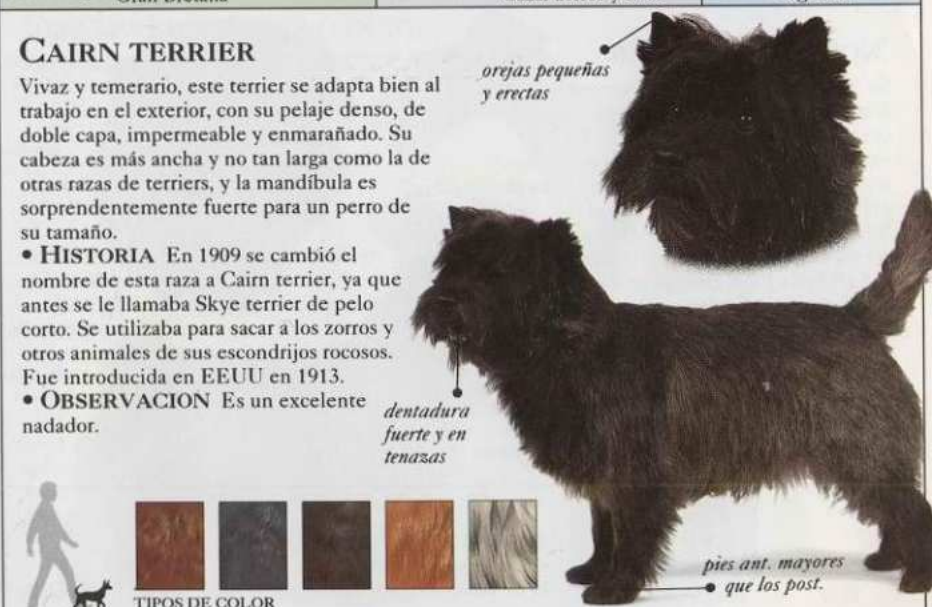 Gran Bretaña
CAIRN TERRIER
Vivaz y temerario, este terrier se adapta bien al
trabajo en el exterior, con su pelaje denso, de
doble capa, impermeable y enmarañado. Su
cabeza es más ancha y no tan larga como la de
otras razas de terriers, y la mandíbula es
sorprendentemente fuerte para un perro de
su tamaño.
• HISTORIA En 1909 se cambió el
nombre de esta raza a Cairn terrier, ya que
antes se le llamaba Skye terrier de pelo
corto. Se utilizaba para sacar a los zorros y
otros animales de sus escondrijos rocosos.
Fue introducida en EEUU en 1913.
• OBSERVACION Es un excelente
nadador.
orejas pequeñas
y erectas
dentadura
fuerte y en
tenazas
pies ant. mayores
que los post.
TIPOS DE COLOR